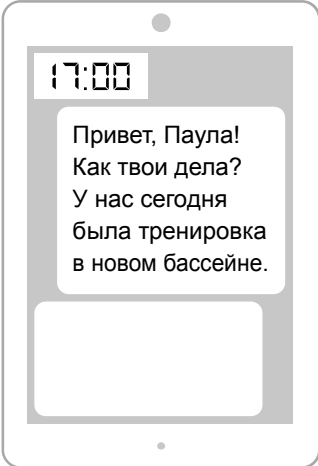 17:00
Привет, Паула!
Как твои дела?
У нас сегодня
была тренировка
в новом бассейне.